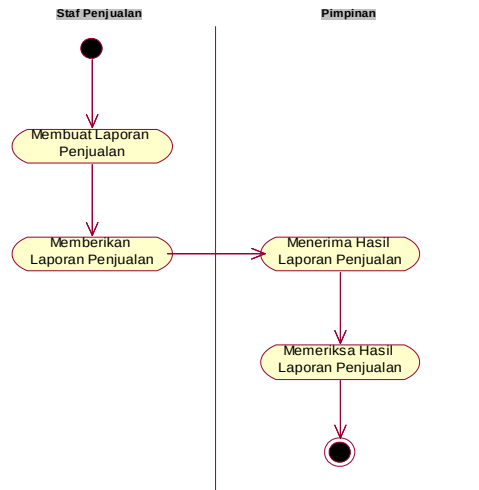 Staf Penjualan
Pimpinan
Membuat Laporan
Penjualan
Memberikan
Laporan Penjualan
Menerima Hasil
Laporan Penjualan
Memeriksa Hasil
Laporan Penjualan